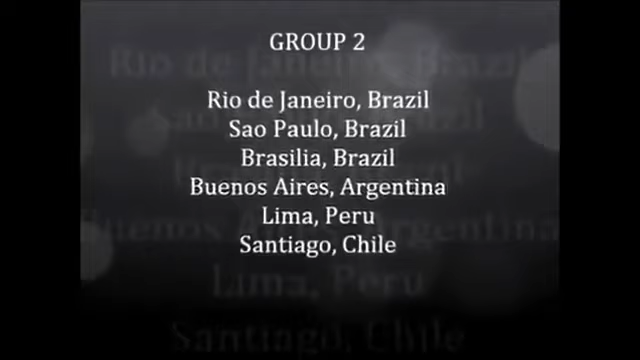 GROUP 2
Rio de Janeiro, Brazil
Sao Paulo, Brazil
Brasilia, Brazil
Buenos Aires, Argentina
Lima, Peru
Santiago, Chile